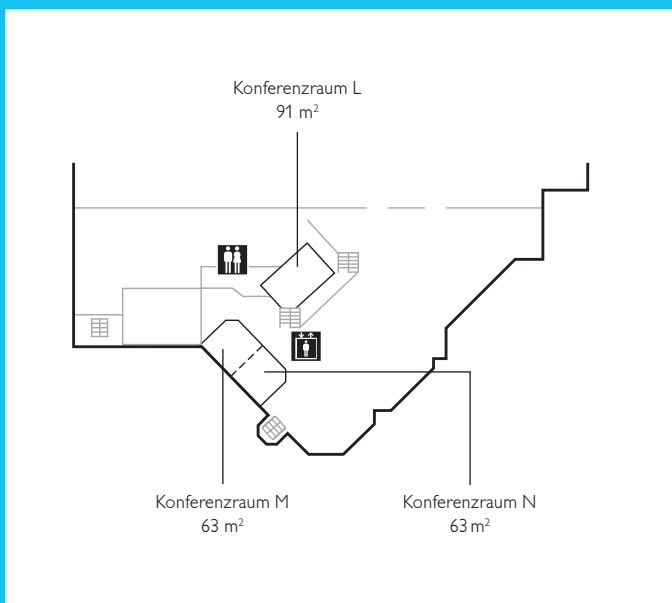 Konferenzraum L
91 m²
Konferenzraum M
63 m²
Konferenzraum N
63 m²